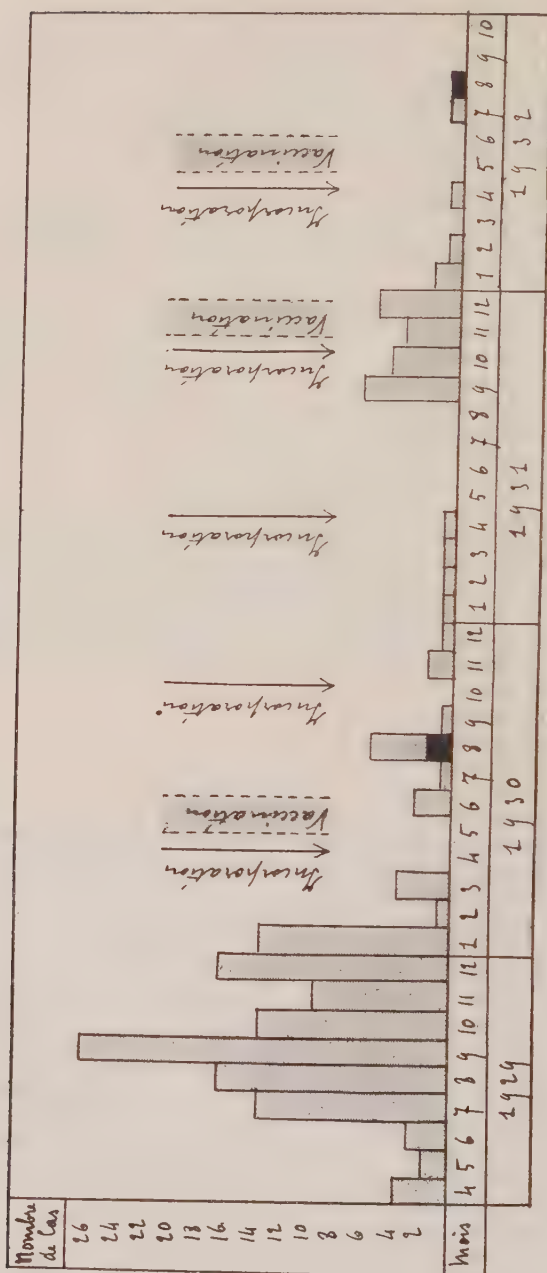 Nombre
de Cas
26
24
22
20
18
16
14
12
10
8
6
4
2
Incorporation
Vaccination
Incorporation
Incorporation
Incorporation
Vaccination
Incorporation
Vaccination
Mois 4 5 6 7 8 9 10 11 12 1 2 3 4 5 6 7 8 9 10 11 12 1 2 3 4 5 6 7 8 9 10 11 12 1 2 3 4 5 6 7 8 9 10
1929 1930 1931 1932